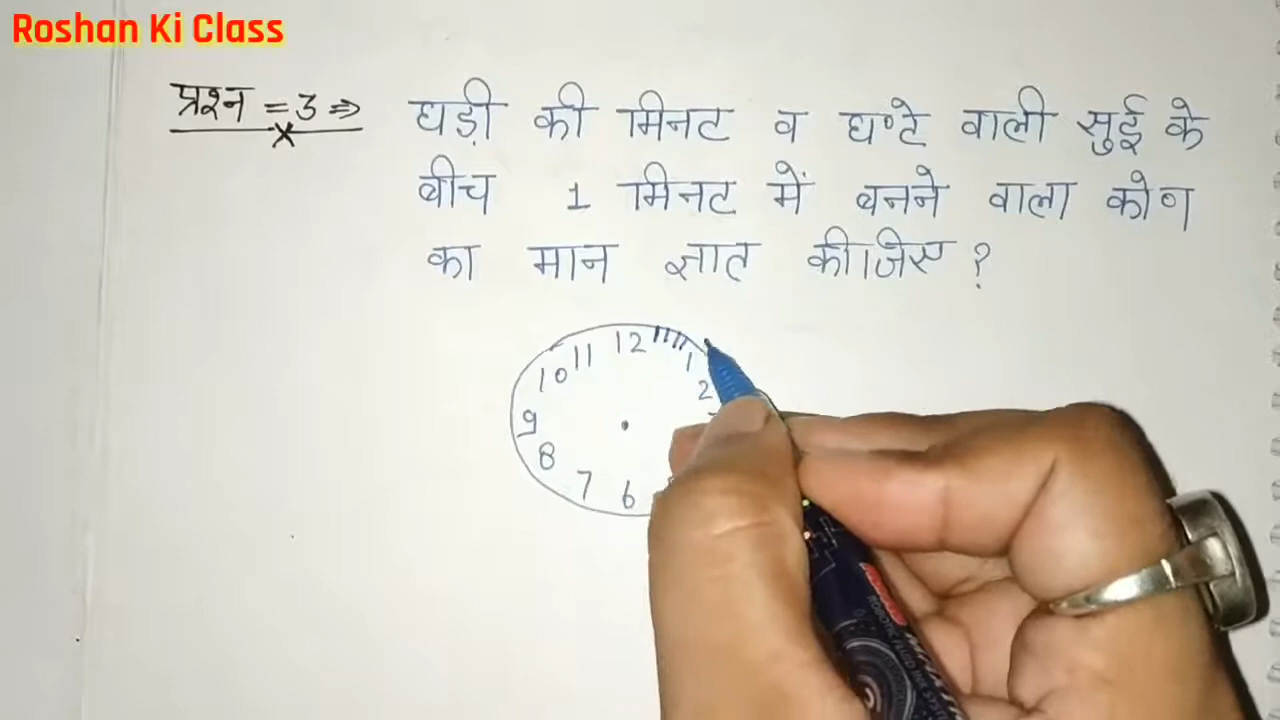 Roshan Ki Class
प्रश्न = 3 ⇒ घड़ी की मिनट व घण्टे वाली सुई के
बीच 1 मिनट में बनने वाला कोण
का मान ज्ञात कीजिए ?
12
11
1
10
2
9
8
7
6